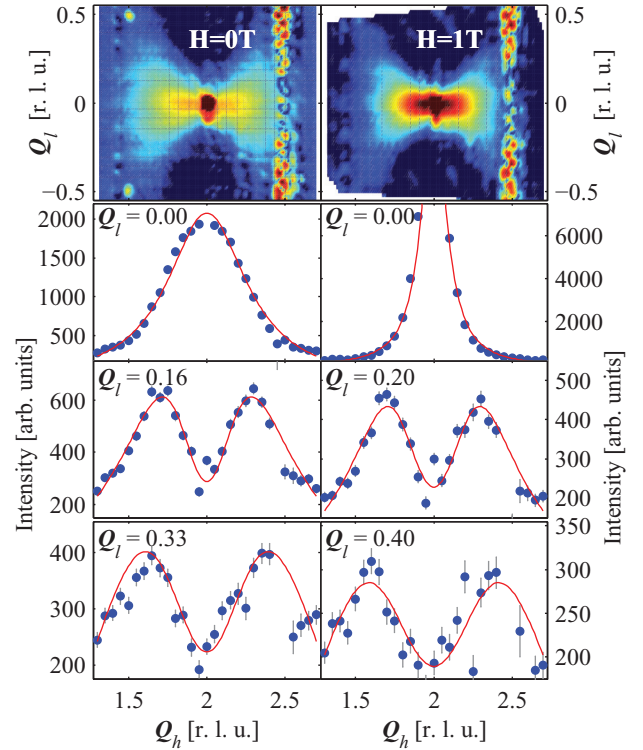 H=0T
H=1T
0.5
0
−0.5
Q_l [r. l. u.]
0.5
0
−0.5
Q_l [r. l. u.]
Q_l = 0.00
2000
1500
1000
500
Q_l = 0.00
6000
4000
2000
Q_l = 0.16
600
400
200
Q_l = 0.20
500
400
300
200
Intensity [arb. units]
Intensity [arb. units]
Q_l = 0.33
400
300
200
Q_l = 0.40
350
300
250
200
150
1.5 2 2.5
1.5 2 2.5
Q_h [r. l. u.]
Q_h [r. l. u.]